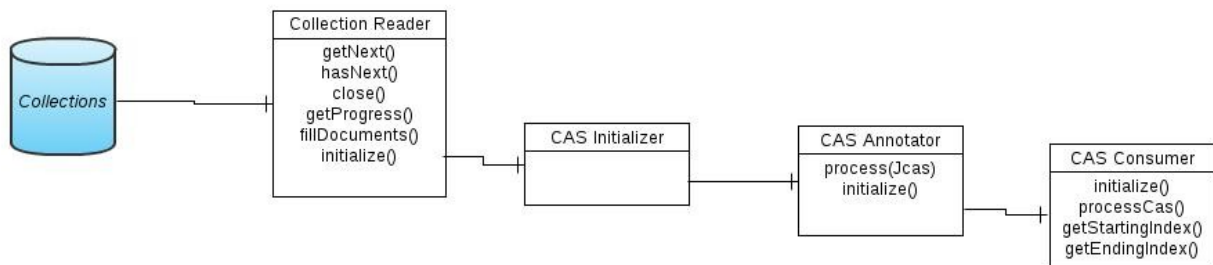 Collections
Collection Reader
getNext()
hasNext()
close()
getProgress()
fillDocuments()
initialize()
CAS Initializer
CAS Annotator
process(Jcas)
initialize()
CAS Consumer
initialize()
processCas()
getStartingIndex()
getEndingIndex()